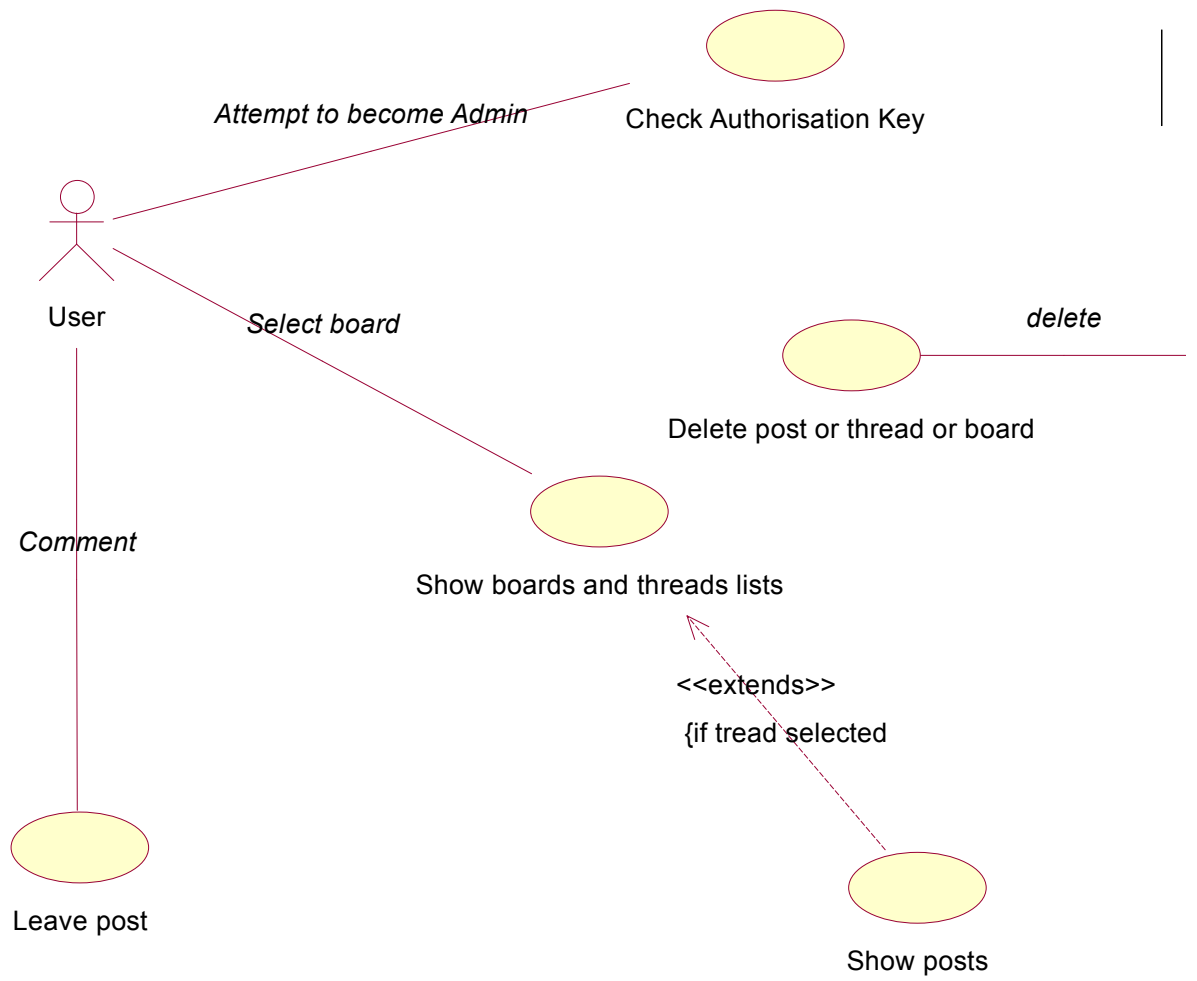 Attempt to become Admin
Check Authorisation Key
User
Select board
delete
Delete post or thread or board
Comment
Show boards and threads lists
<<extends>>
{if tread selected
Leave post
Show posts